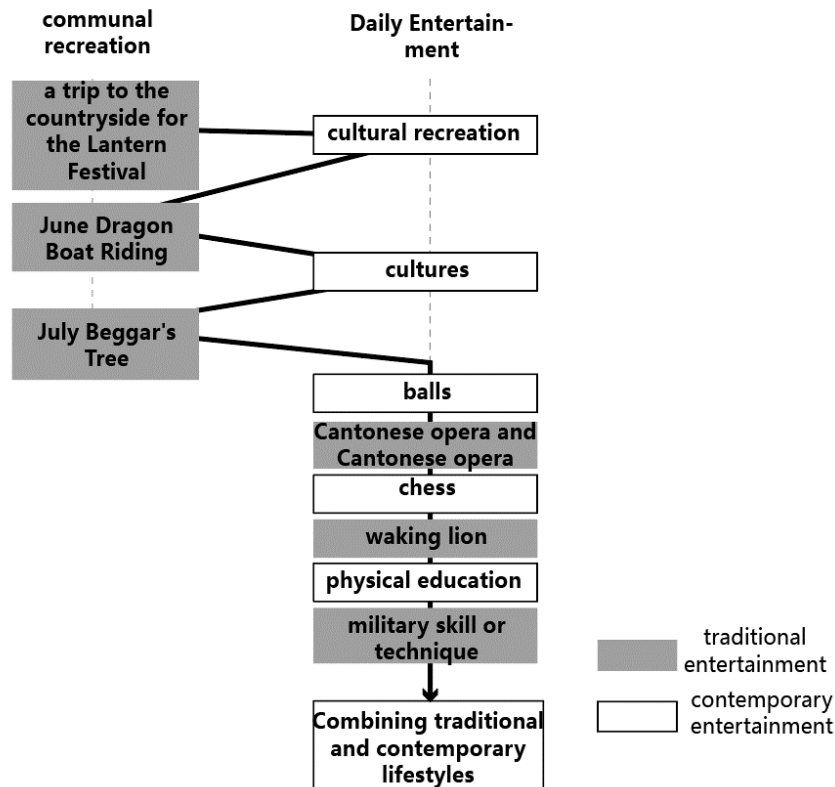 communal
recreation
Daily Entertain-
ment
a trip to the
countryside for
the Lantern
Festival
cultural recreation
June Dragon
Boat Riding
cultures
July Beggar's
Tree
balls
Cantonese opera and
Cantonese opera
chess
waking lion
physical education
military skill or
technique
Combining traditional
and contemporary
lifestyles
traditional
entertainment
contemporary
entertainment